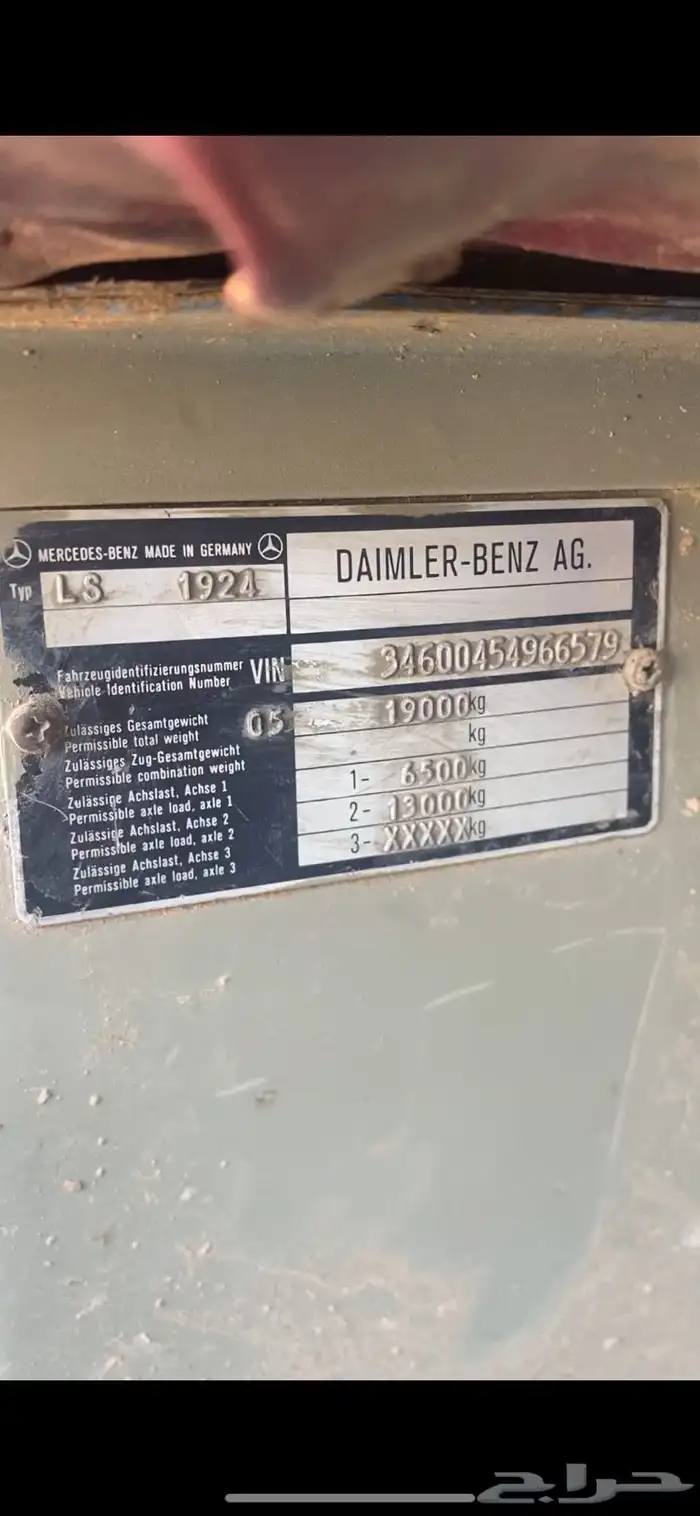 MERCEDES-BENZ MADE IN GERMANY
DAIMLER-BENZ AG.
Typ LS 1924
Fahrzeugidentifizierungsnummer
Vehicle Identification Number
VIN 34600454966579
Zulässiges Gesamtgewicht
Permissible total weight
05 19000kg
Zulässiges Zug-Gesamtgewicht
Permissible combination weight
kg
Zulässige Achslast, Achse 1
Permissible axle load, axle 1
1- 6500kg
Zulässige Achslast, Achse 2
Permissible axle load, axle 2
2- 13000kg
Zulässige Achslast, Achse 3
Permissible axle load, axle 3
3- XXXXXkg
حراج